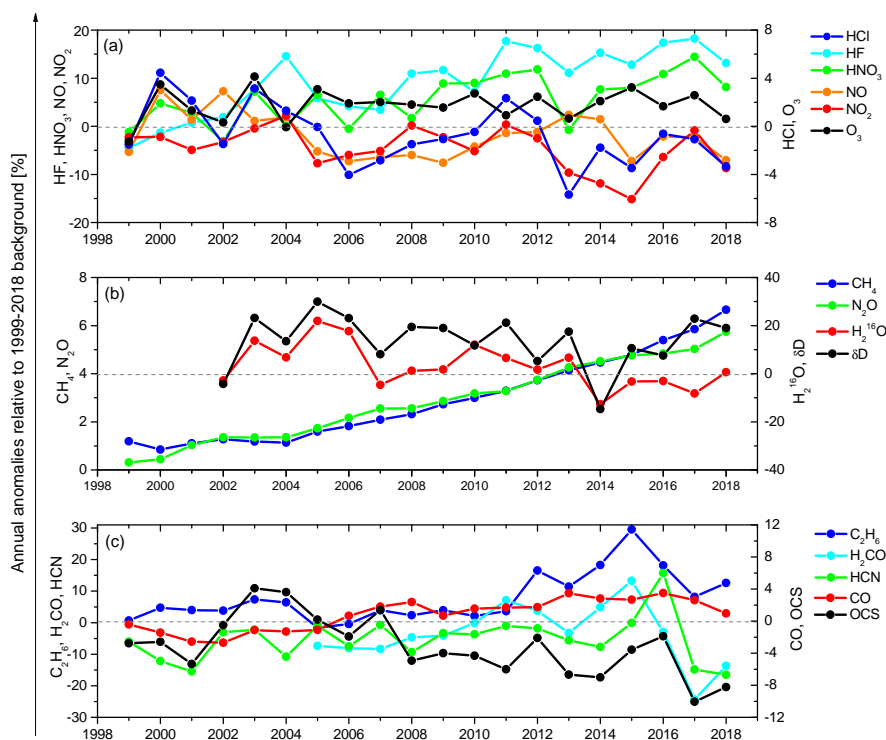 Annual anomalies relative to 1999-2018 background [%]
(a)
HF, HNO₃, NO, NO₂
20
10
0
-10
-20
8
4
0
-4
-8
HCl, O₃
1998 2000 2002 2004 2006 2008 2010 2012 2014 2016 2018
HCl
HF
HNO₃
NO
NO₂
O₃
(b)
CH₄, N₂O
8
6
4
2
0
40
20
0
-20
-40
H₂¹⁶O, δD
1998 2000 2002 2004 2006 2008 2010 2012 2014 2016 2018
CH₄
N₂O
H₂¹⁶O
δD
(c)
C₂H₆, H₂CO, HCN
30
20
10
0
-10
-20
-30
12
8
4
0
-4
-8
-12
CO, OCS
1998 2000 2002 2004 2006 2008 2010 2012 2014 2016 2018
C₂H₆
H₂CO
HCN
CO
OCS